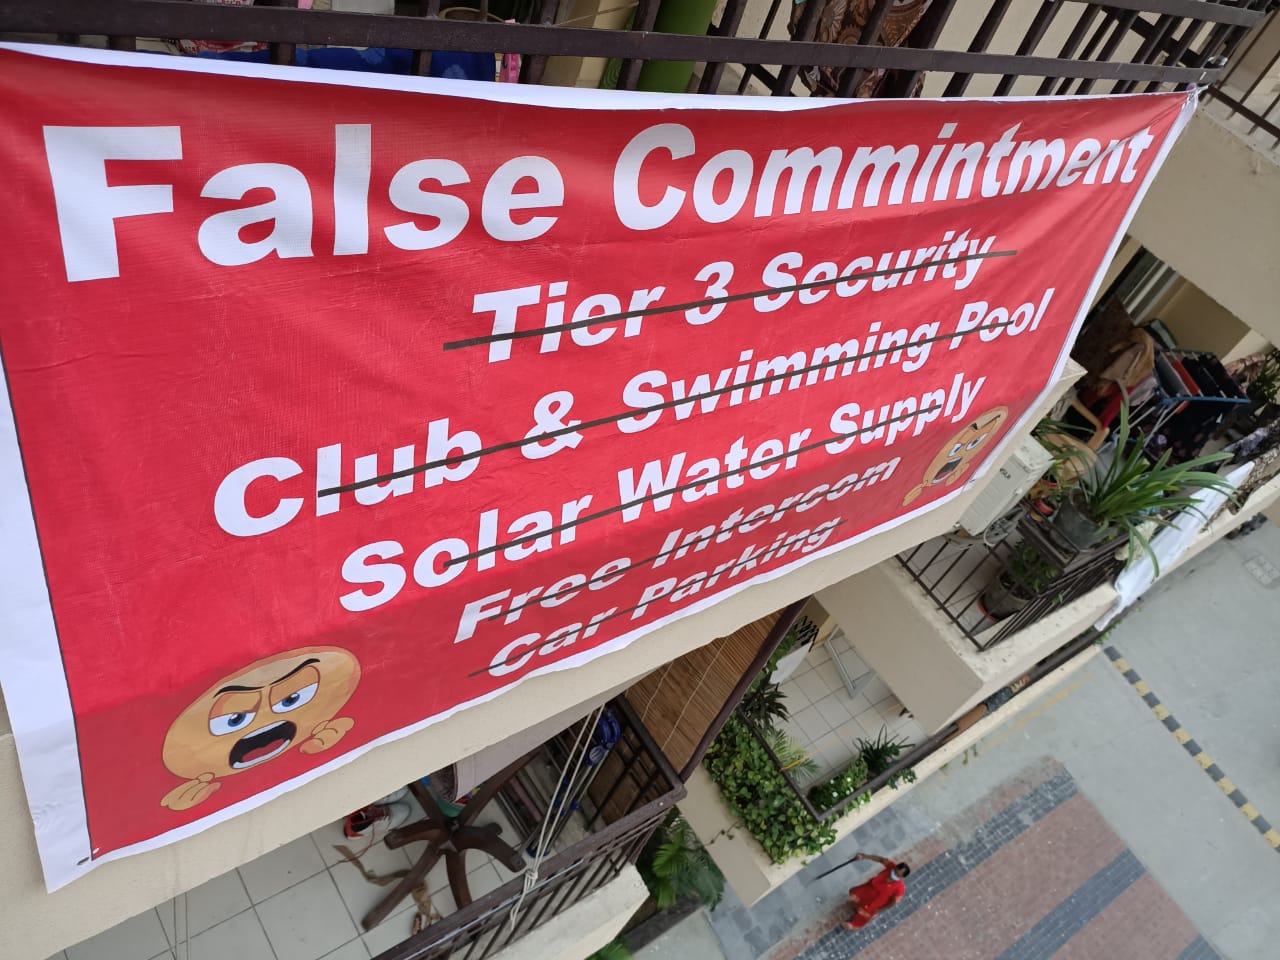 False Commintment
Tier 3 Security
Club & Swimming Pool
Solar Water Supply
Free Intercom
Car Parking